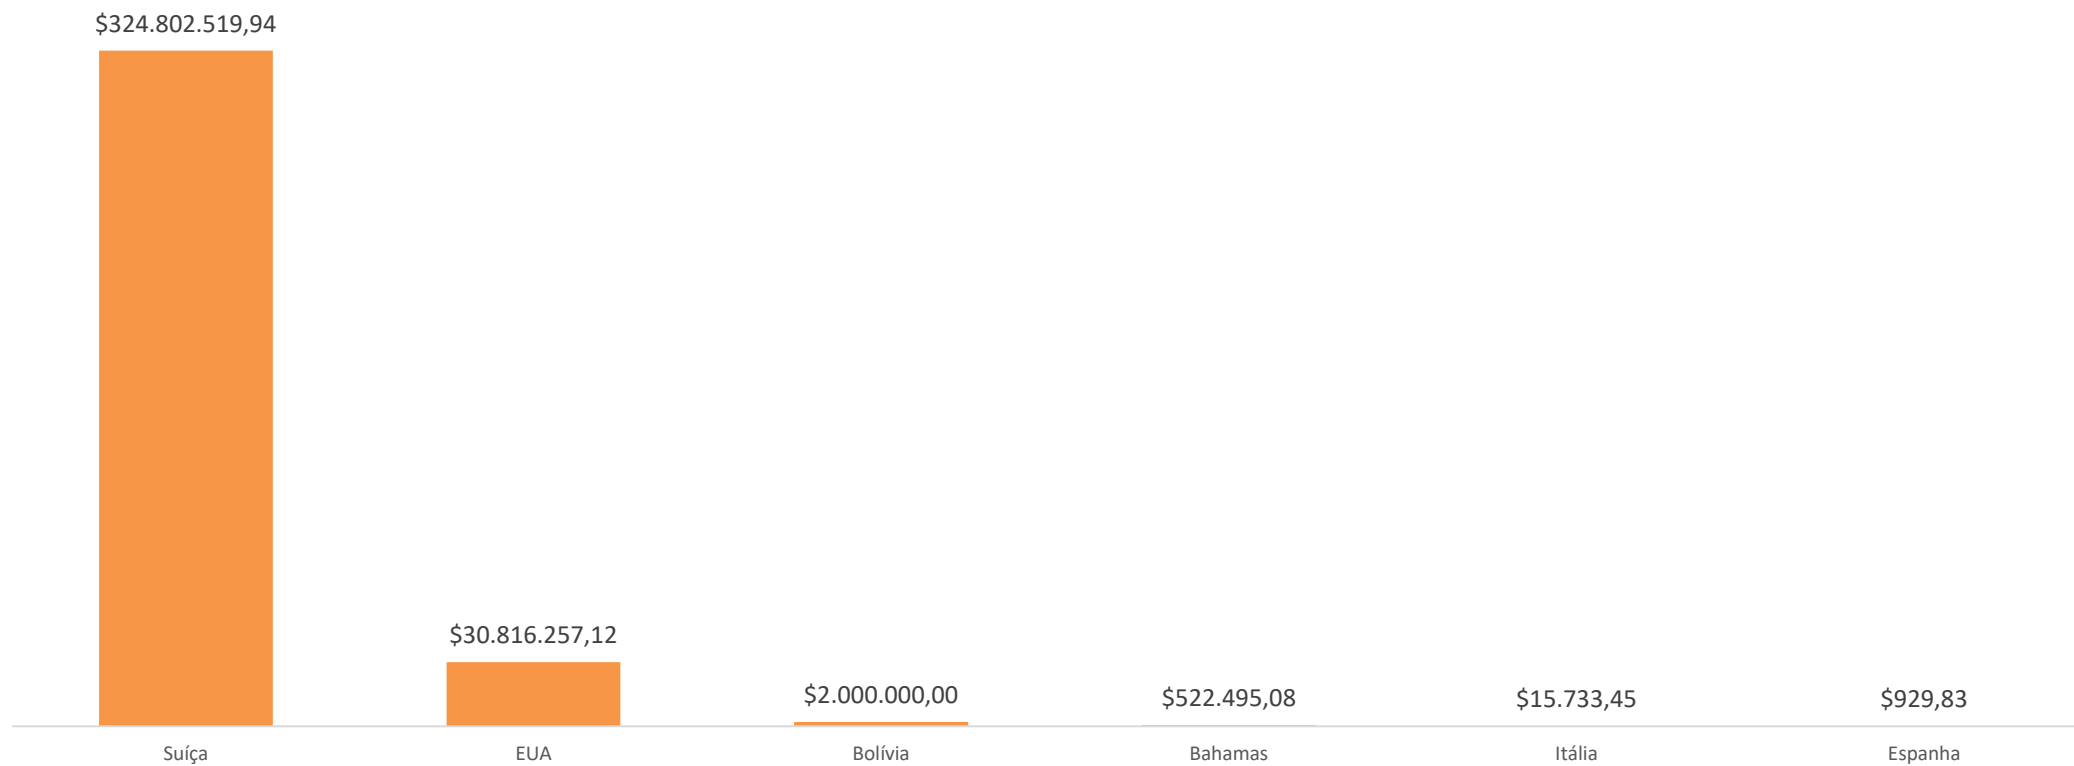 $324.802.519,94
$30.816.257,12
$2.000.000,00
$522.495,08
$15.733,45
$929,83
Suíça
EUA
Bolívia
Bahamas
Itália
Espanha